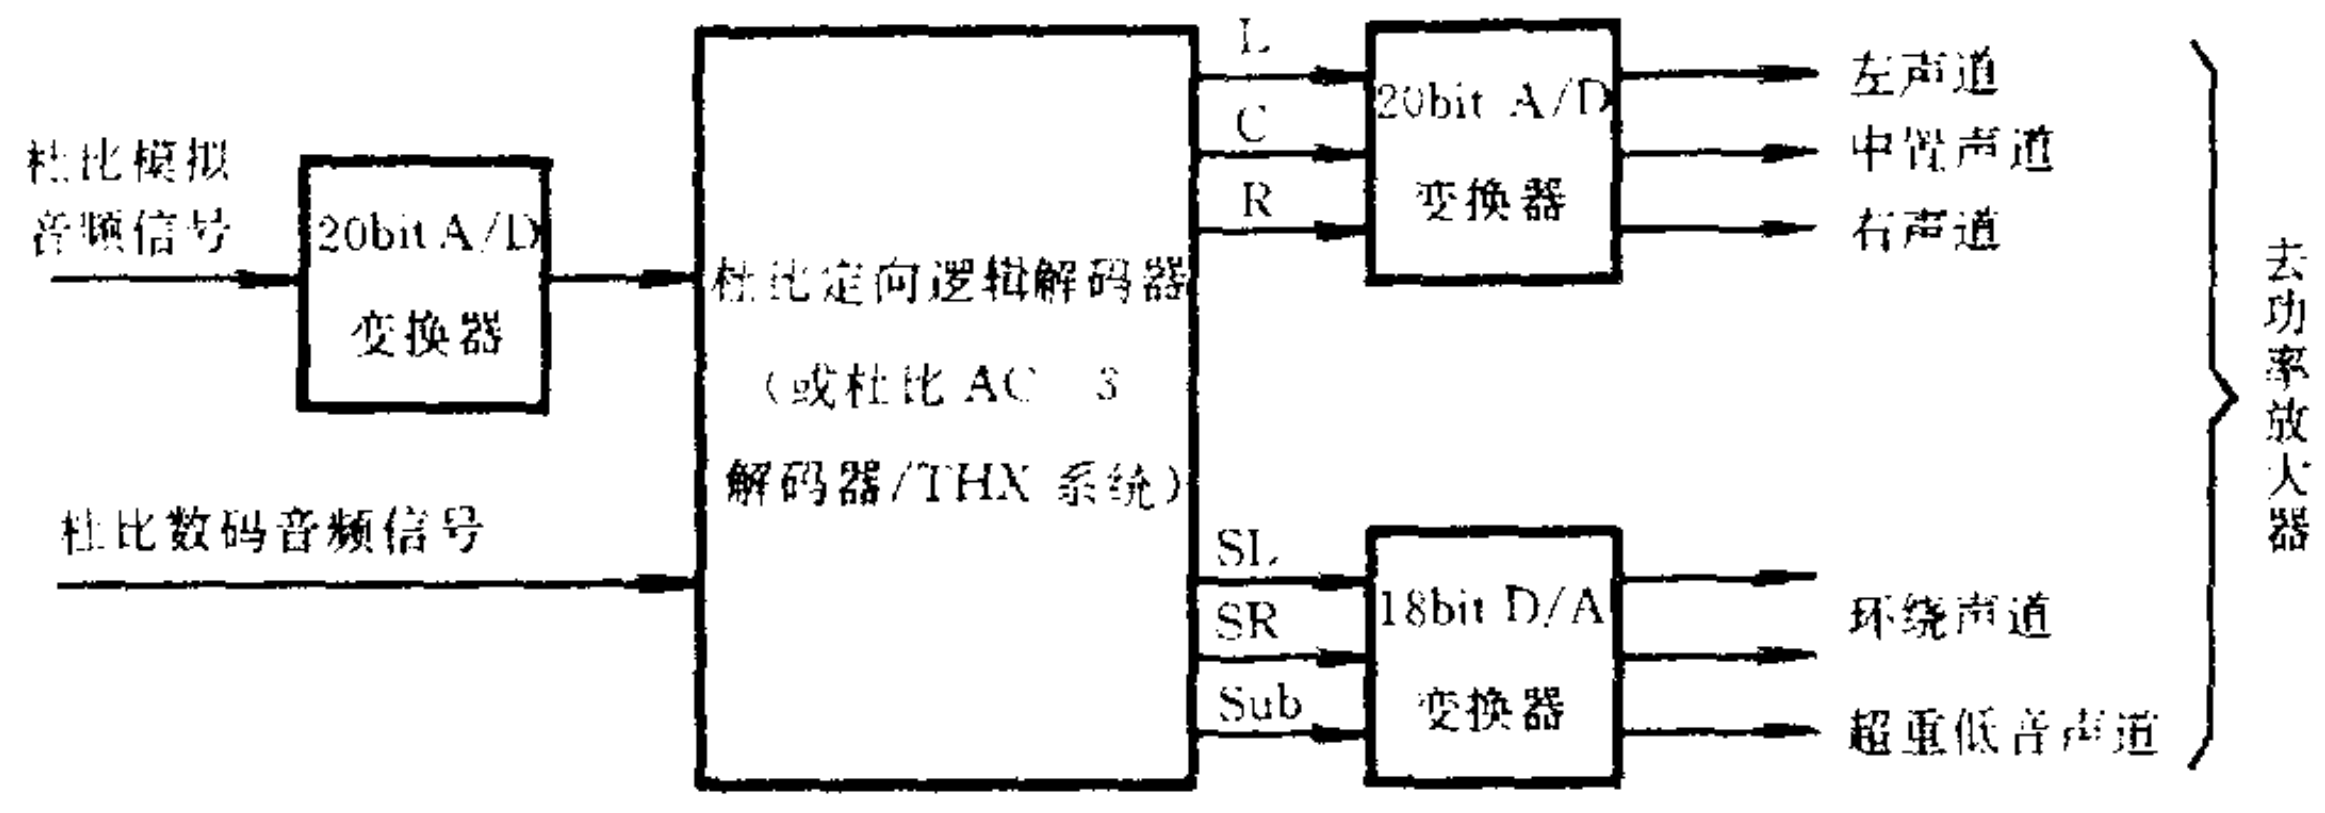 杜比模拟
音频信号
20bit A/D
变换器
杜比数码音频信号
杜比定向逻辑解码器
(或杜比 AC 3
解码器/THX 系统)
L
C
R
20bit A/D
变换器
左声道
中置声道
右声道
SL
SR
Sub
18bit D/A
变换器
环绕声道
超重低音声道
去功率放大器